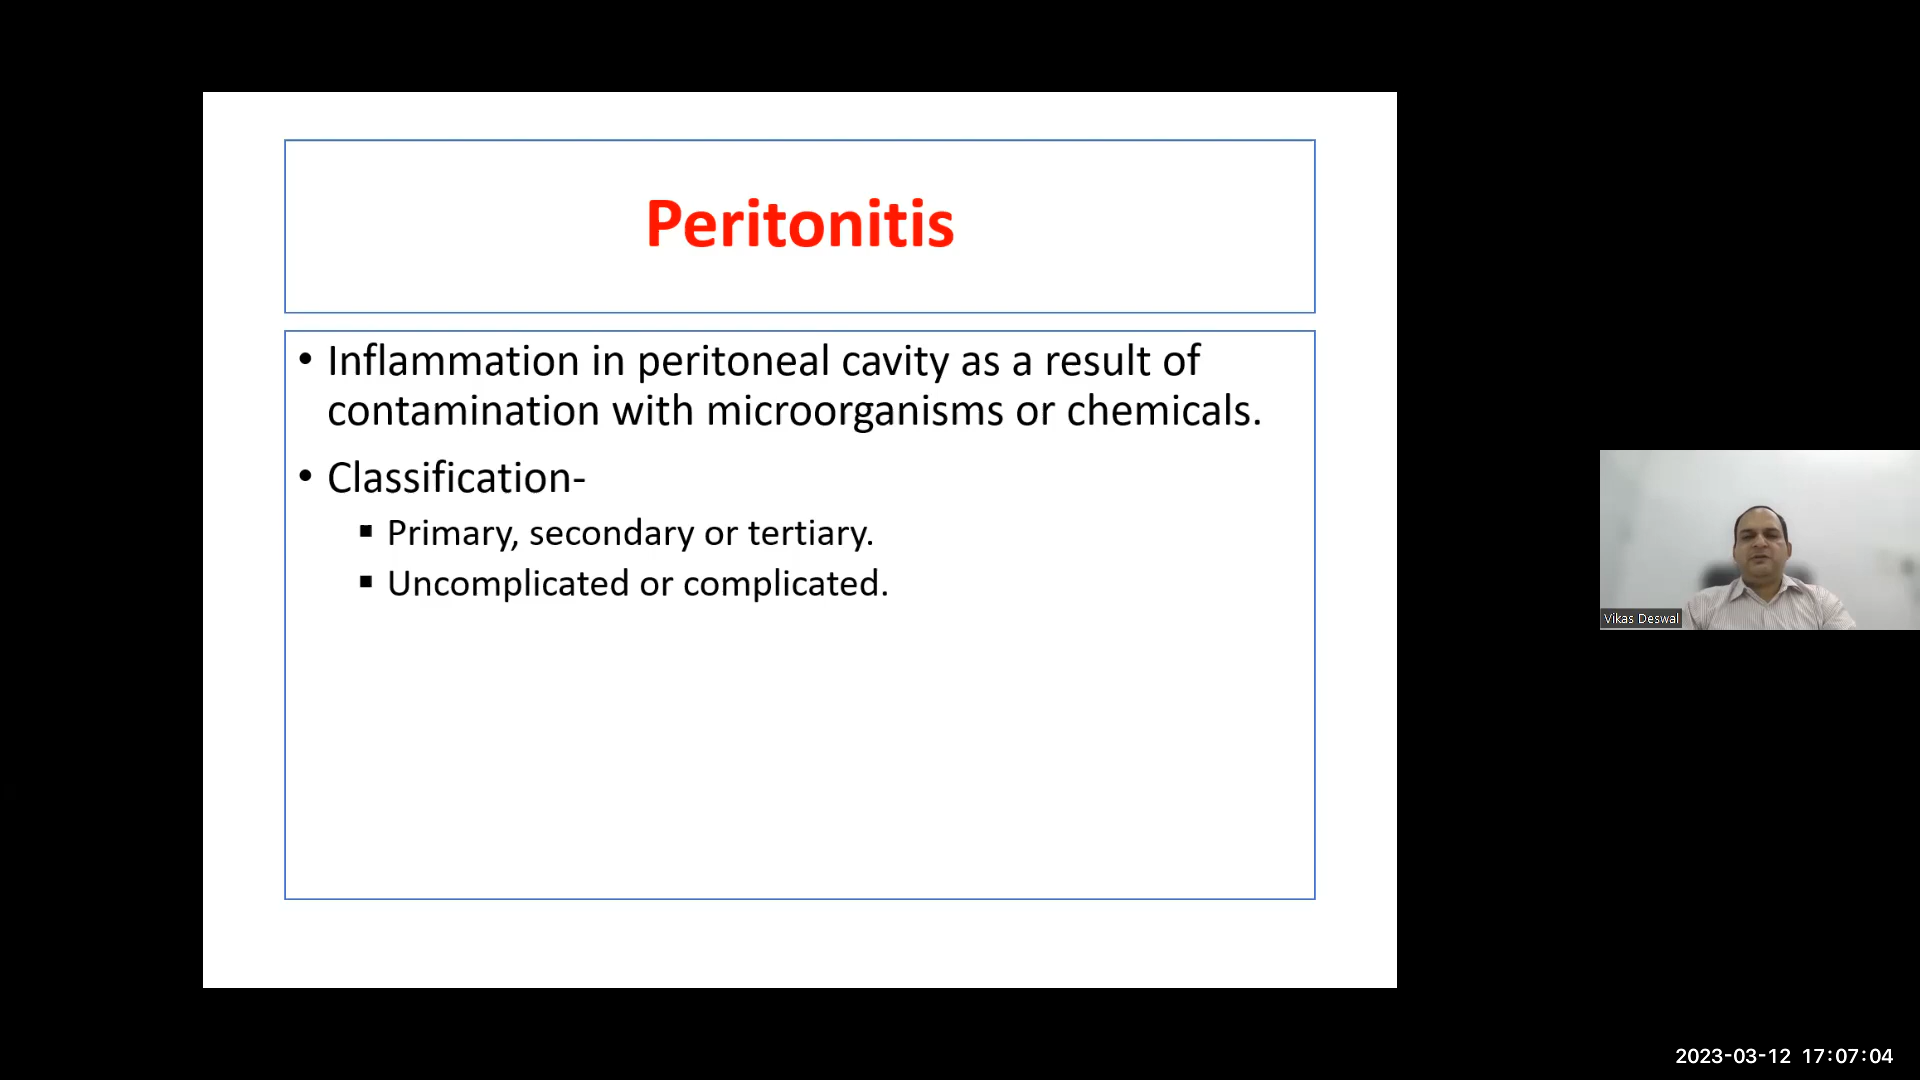 Peritonitis
• Inflammation in peritoneal cavity as a result of
contamination with microorganisms or chemicals.
• Classification-
▪ Primary, secondary or tertiary.
▪ Uncomplicated or complicated.
Vikas Deswal
2023-03-12 17:07:04